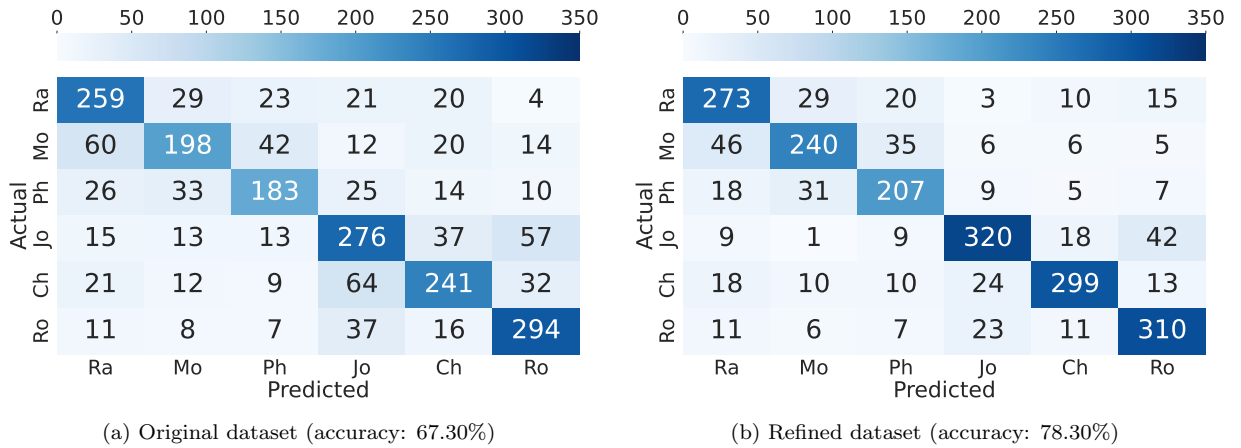 0 50 100 150 200 250 300 350
Ra 259 29 23 21 20 4
Mo 60 198 42 12 20 14
Ph 26 33 183 25 14 10
Jo 15 13 13 276 37 57
Ch 21 12 9 64 241 32
Ro 11 8 7 37 16 294
Actual
Ra Mo Ph Jo Ch Ro
Predicted
(a) Original dataset (accuracy: 67.30%)
0 50 100 150 200 250 300 350
Ra 273 29 20 3 10 15
Mo 46 240 35 6 6 5
Ph 18 31 207 9 5 7
Jo 9 1 9 320 18 42
Ch 18 10 10 24 299 13
Ro 11 6 7 23 11 310
Actual
Ra Mo Ph Jo Ch Ro
Predicted
(b) Refined dataset (accuracy: 78.30%)